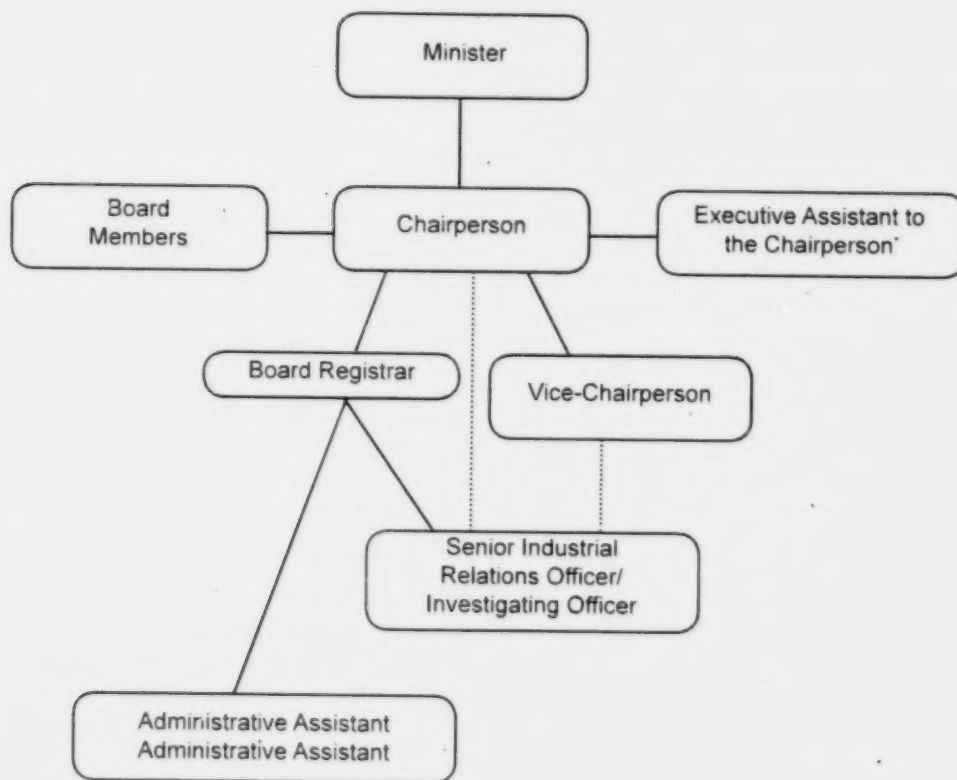 Minister
Board
Members
Chairperson
Executive Assistant to
the Chairperson*
Board Registrar
Vice-Chairperson
Senior Industrial
Relations Officer/
Investigating Officer
Administrative Assistant
Administrative Assistant